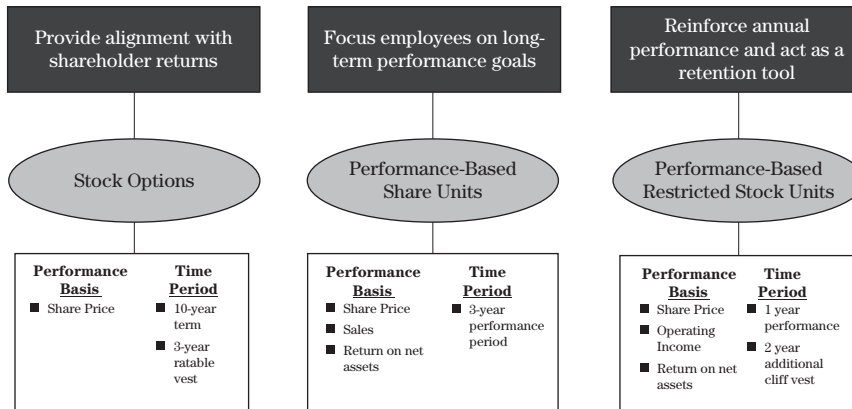 Provide alignment with
shareholder returns
Stock Options
Performance
Basis
■ Share Price
Time
Period
■ 10-year
term
■ 3-year
ratable
vest
Focus employees on long-
term performance goals
Performance-Based
Share Units
Performance
Basis
■ Share Price
■ Sales
■ Return on net
assets
Time
Period
■ 3-year
performance
period
Reinforce annual
performance and act as a
retention tool
Performance-Based
Restricted Stock Units
Performance
Basis
■ Share Price
■ Operating
Income
■ Return on net
assets
Time
Period
■ 1 year
performance
■ 2 year
additional
cliff vest